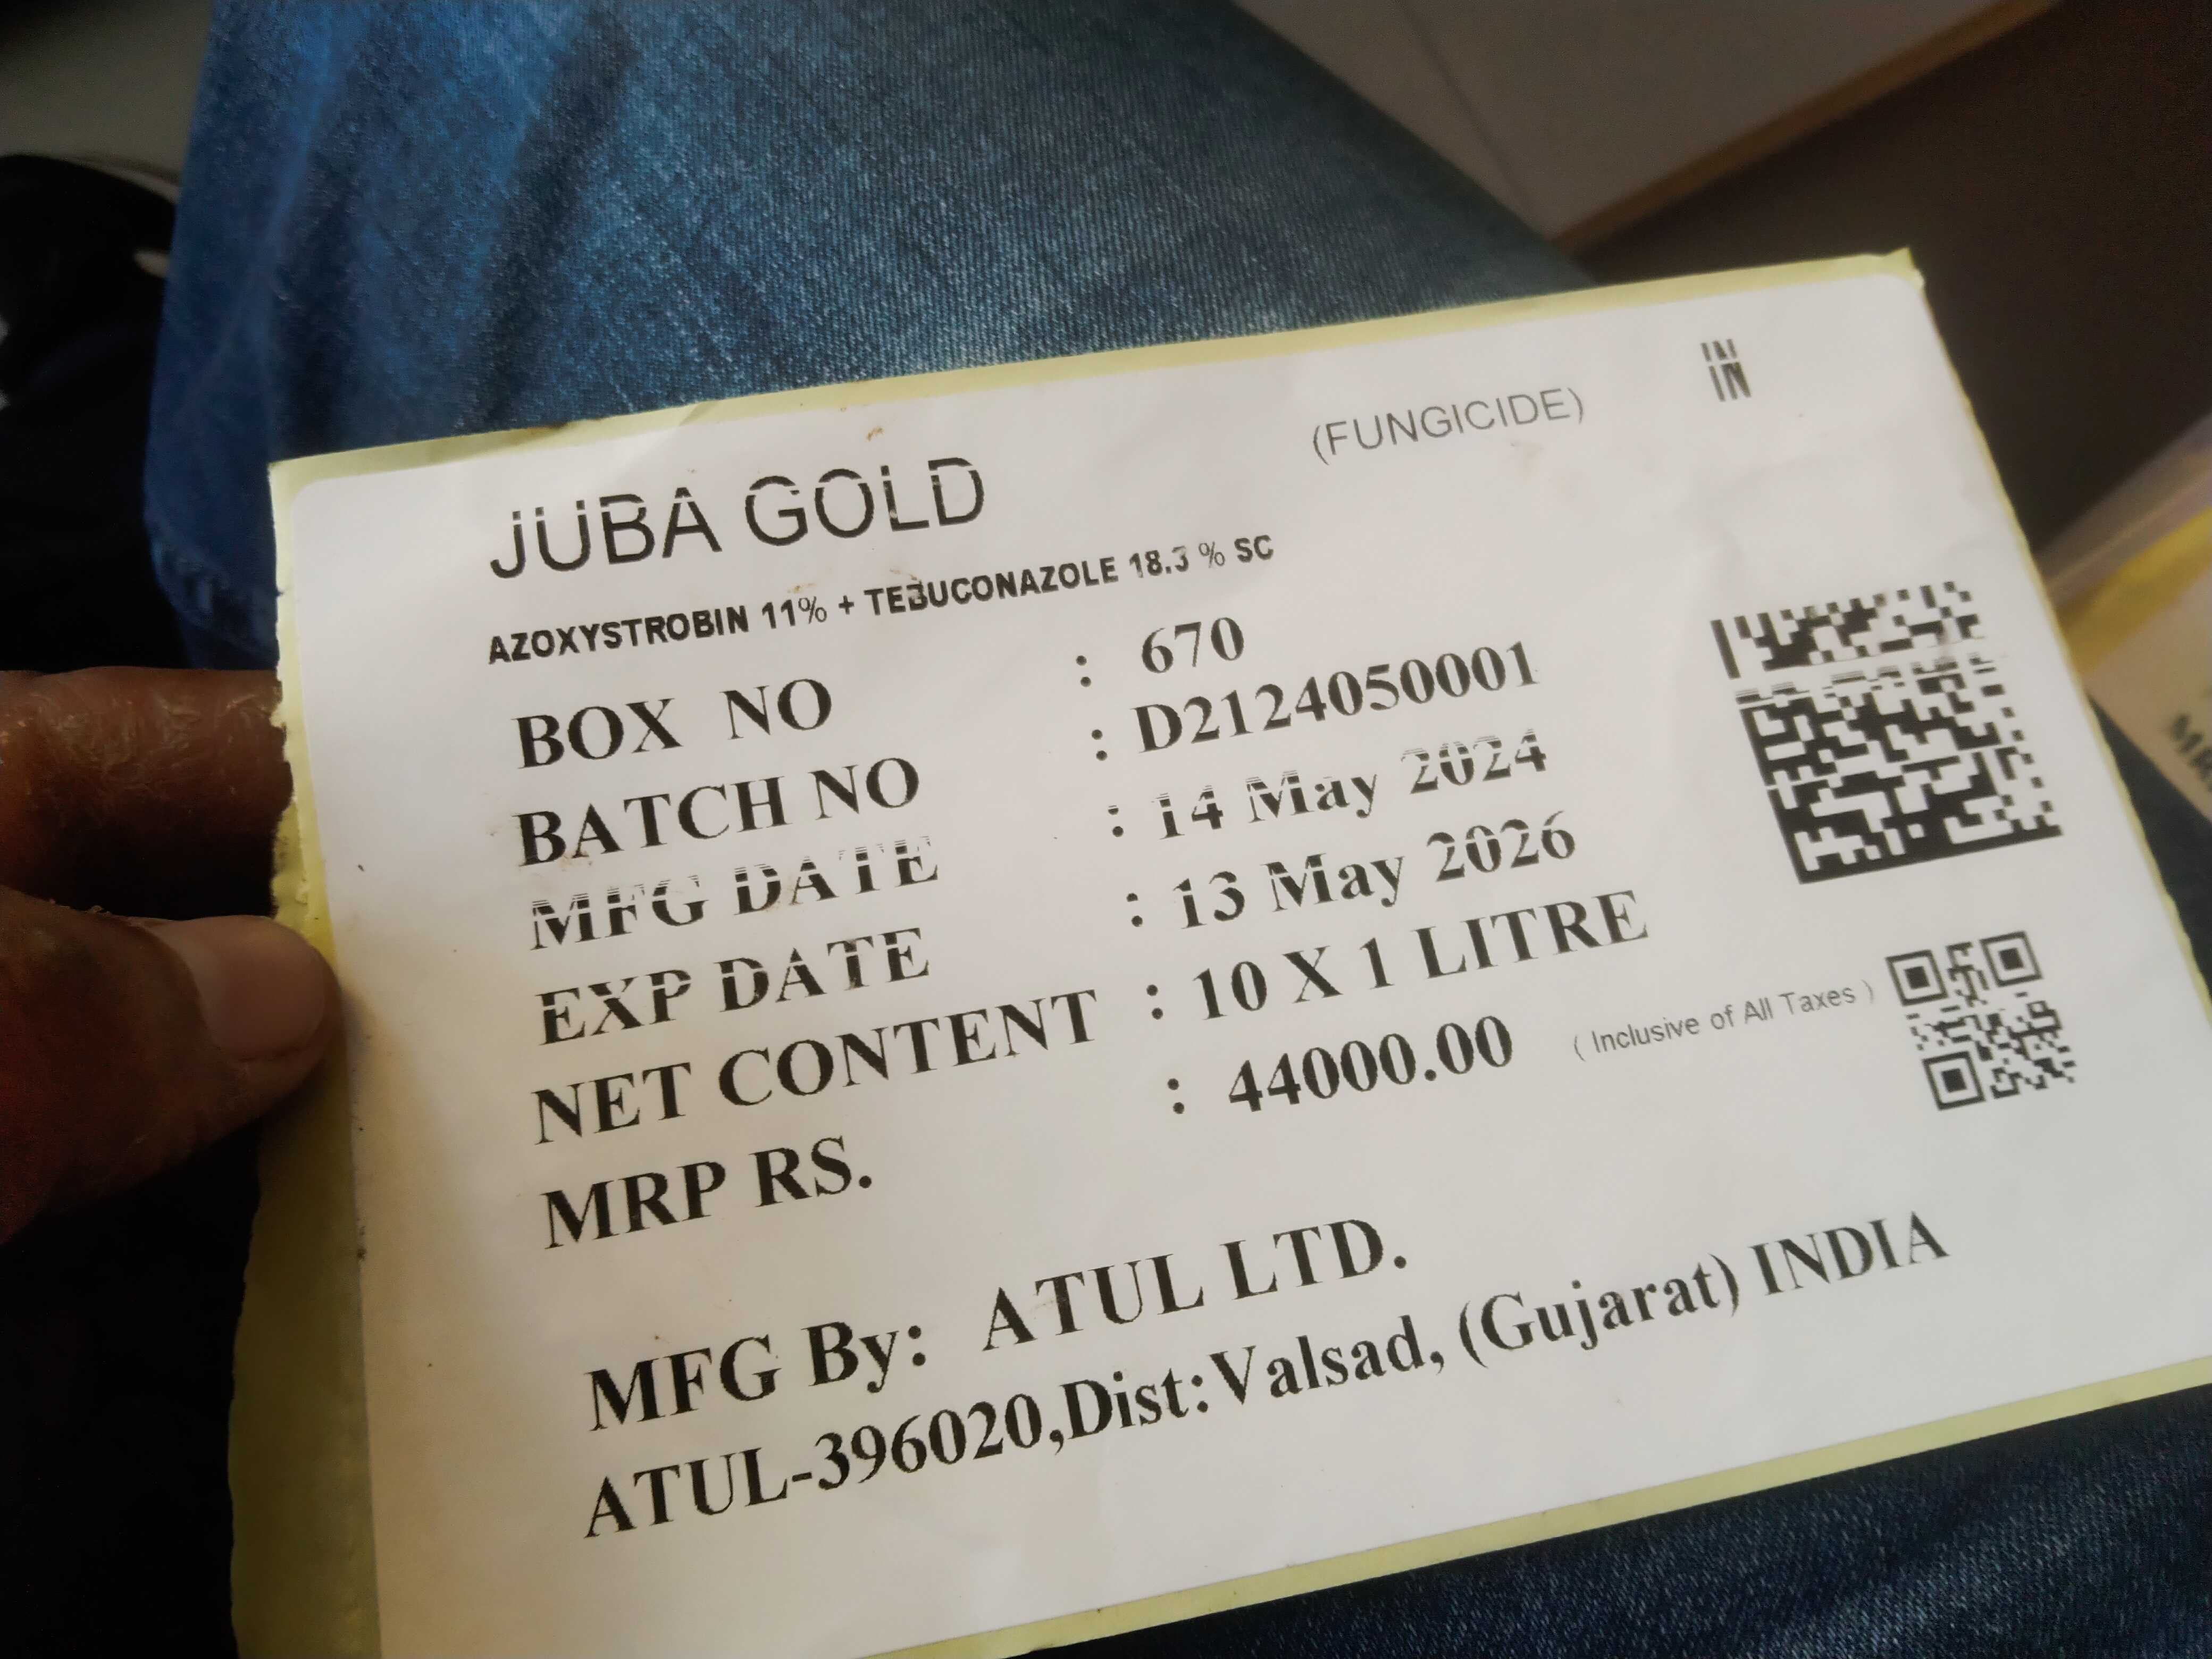 IN
IN
(FUNGICIDE)
JUBA GOLD
AZOXYSTROBIN 11% + TEBUCONAZOLE 18.3 % SC
BOX NO : 670
BATCH NO : D2124050001
MFG DATE : 14 May 2024
EXP DATE : 13 May 2026
NET CONTENT : 10 X 1 LITRE
MRP RS. : 44000.00 ( Inclusive of All Taxes )
MFG By: ATUL LTD.
ATUL-396020,Dist:Valsad, (Gujarat) INDIA